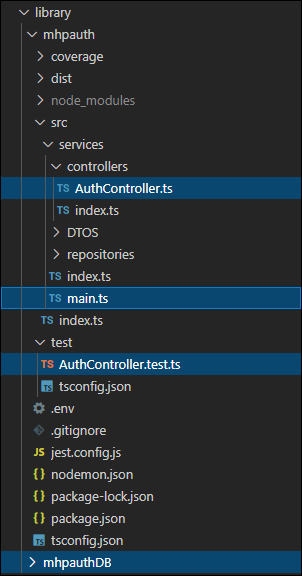 library
mhpauth
coverage
dist
node_modules
src
services
controllers
TS AuthController.ts
TS index.ts
DTOS
repositories
TS index.ts
TS main.ts
TS index.ts
test
TS AuthController.test.ts
TS tsconfig.json
.env
.gitignore
JS jest.config.js
{} nodemon.json
{} package-lock.json
{} package.json
TS tsconfig.json
mhpauthDB